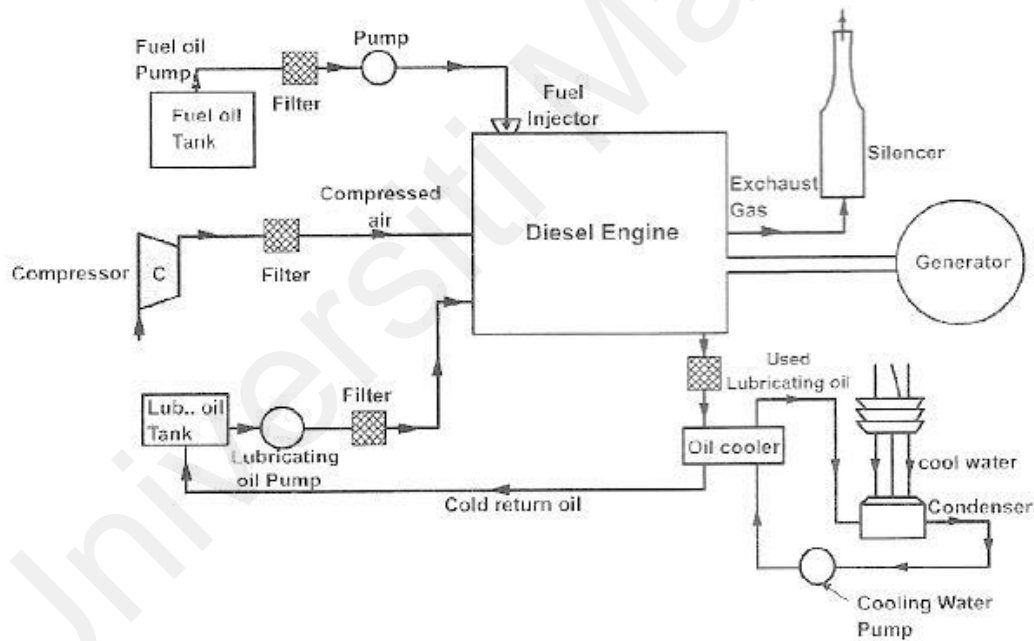 Pump
Fuel oil
Pump
Filter
Fuel oil
Tank
Fuel
Injector
Silencer
Exchaust
Gas
Compressed
air
Diesel Engine
Generator
Compressor
C
Filter
Used
Lubricating oil
Filter
Lub.. oil
Tank
Lubricating
oil Pump
Oil cooler
cool water
Cold return oil
Condenser
Cooling Water
Pump